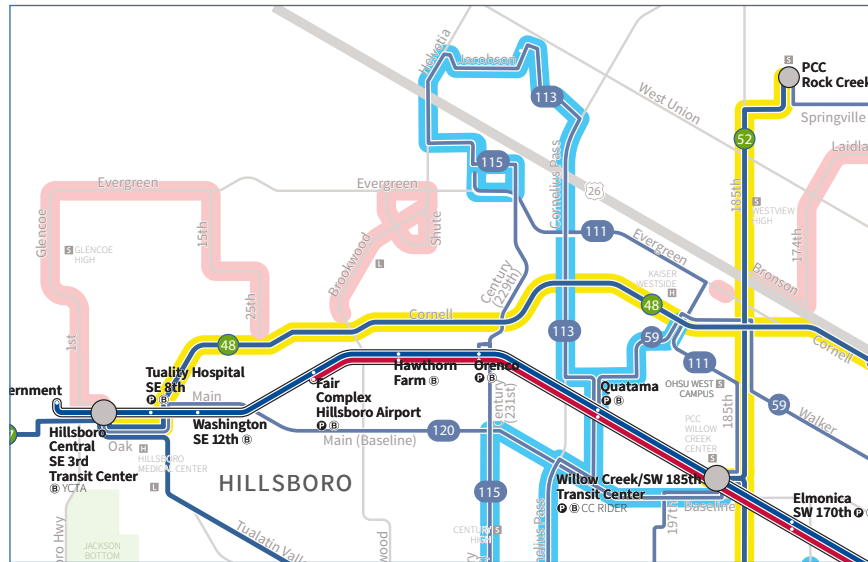 Helvetia
Jacobson
PCC
Rock Creek
S
Springville
West Union
113
52
Laidla
115
Evergreen
Evergreen
Glencoe
15th
Shute
Cornelius Pass
26
185th
S
WESTVIEW
HIGH
174th
S
GLENCOE
HIGH
Brookwood
L
111
Evergreen
KAISER
WESTSIDE
H
Bronson
Century
(229th)
25th
Cornell
48
1st
48
113
59
Cornell
Tuality Hospital
SE 8th
P B
Hawthorn
Farm B
Orenco
P B
111
ernment
Main
Fair
Complex
Hillsboro Airport
P B
Century
(231st)
Quatama
P B
OHSU WEST S
CAMPUS
185th
59
Walker
Washington
SE 12th B
Hillsboro
Central
SE 3rd
Transit Center
B YCTA
Oak
H
HILLSBORO
MEDICAL CENTER
L
Main (Baseline)
120
PCC
WILLOW
CREEK
CENTER
S
HILLSBORO
115
Willow Creek/SW 185th
Transit Center
P B CC RIDER
Baseline
Elmonica
SW 170th P
197th
CENTURY
HIGH
S
Tualatin Valle
JACKSON
BOTTOM
ro Hwy
wood
nelius Pass